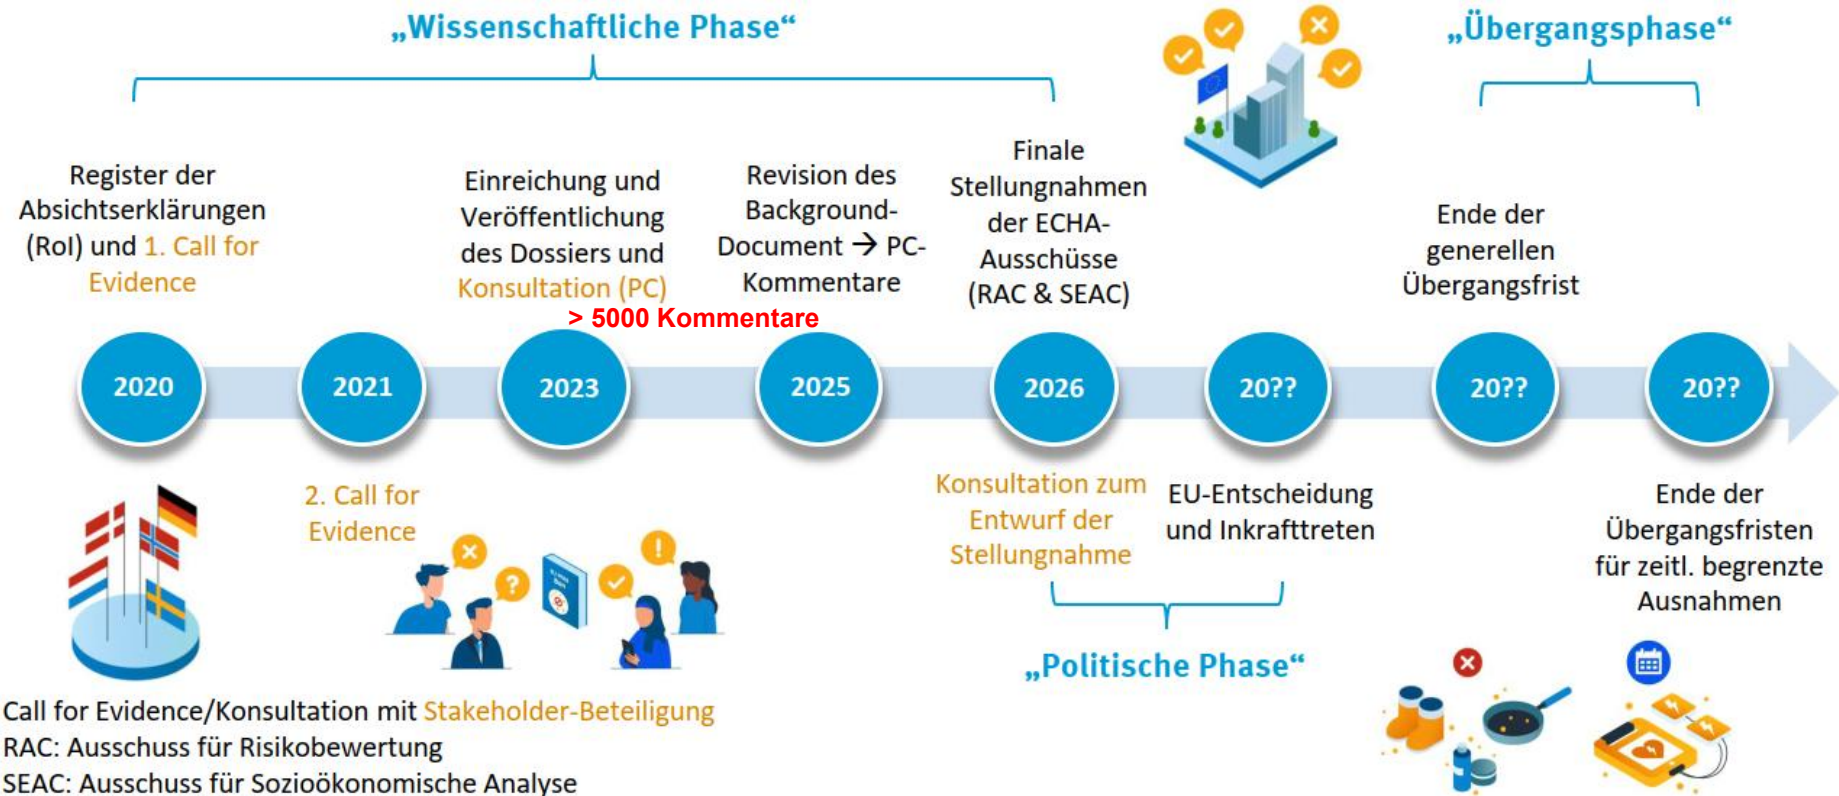 „Wissenschaftliche Phase“
„Übergangsphase“
Register der
Absichtserklärungen
(RoI) und 1. Call for
Evidence
Einreichung und
Veröffentlichung
des Dossiers und
Konsultation (PC)
> 5000 Kommentare
Revision des
Background-
Document → PC-
Kommentare
Finale
Stellungnahmen
der ECHA-
Ausschüsse
(RAC & SEAC)
Ende der
generellen
Übergangsfrist
2020
2021
2023
2025
2026
20??
20??
20??
2. Call for
Evidence
Konsultation zum
Entwurf der
Stellungnahme
EU-Entscheidung
und Inkrafttreten
Ende der
Übergangsfristen
für zeitl. begrenzte
Ausnahmen
„Politische Phase“
Call for Evidence/Konsultation mit Stakeholder-Beteiligung
RAC: Ausschuss für Risikobewertung
SEAC: Ausschuss für Sozioökonomische Analyse